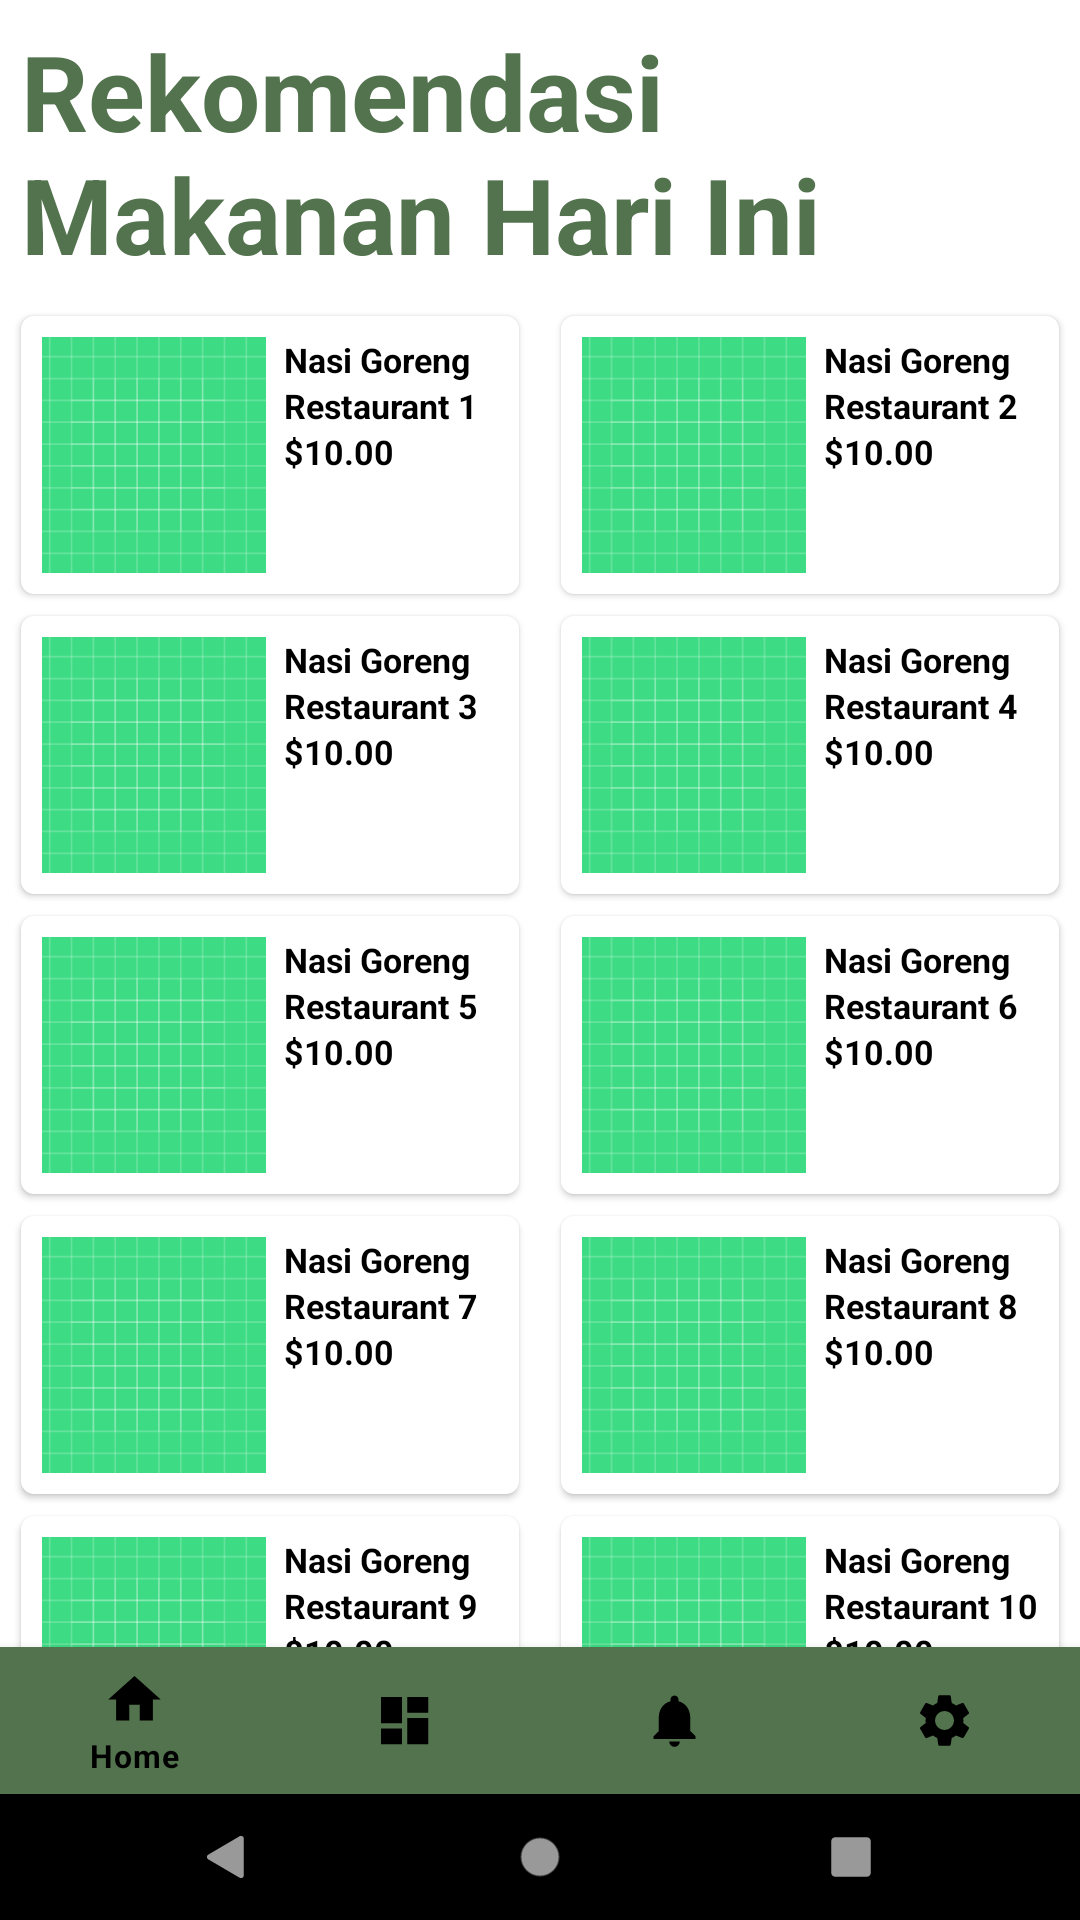 Rekomendasi
Makanan Hari Ini
Nasi Goreng
Restaurant 1
$10.00
Nasi Goreng
Restaurant 2
$10.00
Nasi Goreng
Restaurant 3
$10.00
Nasi Goreng
Restaurant 4
$10.00
Nasi Goreng
Restaurant 5
$10.00
Nasi Goreng
Restaurant 6
$10.00
Nasi Goreng
Restaurant 7
$10.00
Nasi Goreng
Restaurant 8
$10.00
Nasi Goreng
Restaurant 9
Nasi Goreng
Restaurant 10
Home